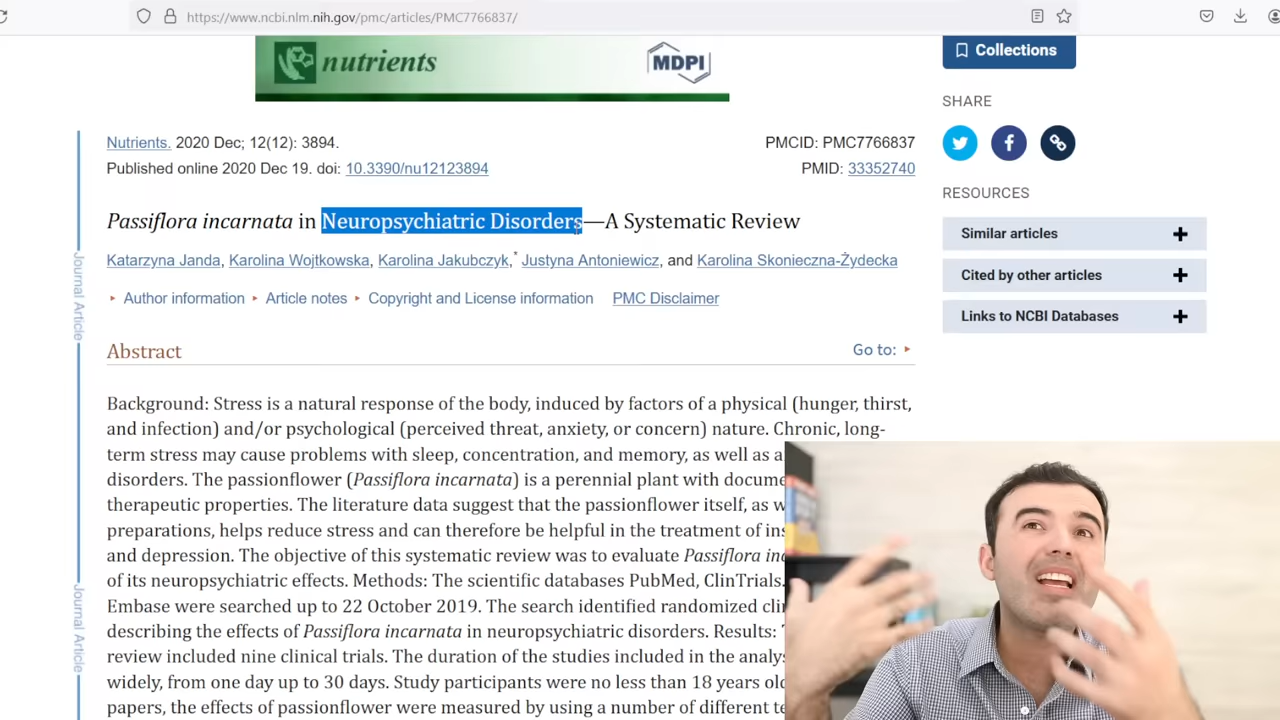 https://www.ncbi.nlm.nih.gov/pmc/articles/PMC7766837/
nutrients
MDPI
Collections
Nutrients. 2020 Dec; 12(12): 3894.
PMCID: PMC7766837
Published online 2020 Dec 19. doi: 10.3390/nu12123894
PMID: 33352740
Passiflora incarnata in Neuropsychiatric Disorders—A Systematic Review
Katarzyna Janda, Karolina Wojtkowska, Karolina Jakubczyk,* Justyna Antoniewicz, and Karolina Skonieczna-Żydecka
Author information Article notes Copyright and License information PMC Disclaimer
Abstract
Go to:
Background: Stress is a natural response of the body, induced by factors of a physical (hunger, thirst,
and infection) and/or psychological (perceived threat, anxiety, or concern) nature. Chronic, long-
term stress may cause problems with sleep, concentration, and memory, as well as a
disorders. The passionflower (Passiflora incarnata) is a perennial plant with docume
therapeutic properties. The literature data suggest that the passionflower itself, as w
preparations, helps reduce stress and can therefore be helpful in the treatment of ins
and depression. The objective of this systematic review was to evaluate Passiflora inc
of its neuropsychiatric effects. Methods: The scientific databases PubMed, ClinTrials.
Embase were searched up to 22 October 2019. The search identified randomized c
describing the effects of Passiflora incarnata in neuropsychiatric disorders. Results:
review included nine clinical trials. The duration of the studies included in the analys
widely, from one day up to 30 days. Study participants were no less than 18 years old
papers, the effects of passionflower were measured by using a number of different te
SHARE
RESOURCES
Similar articles
Cited by other articles
Links to NCBI Databases
Journal Article
Journal Article